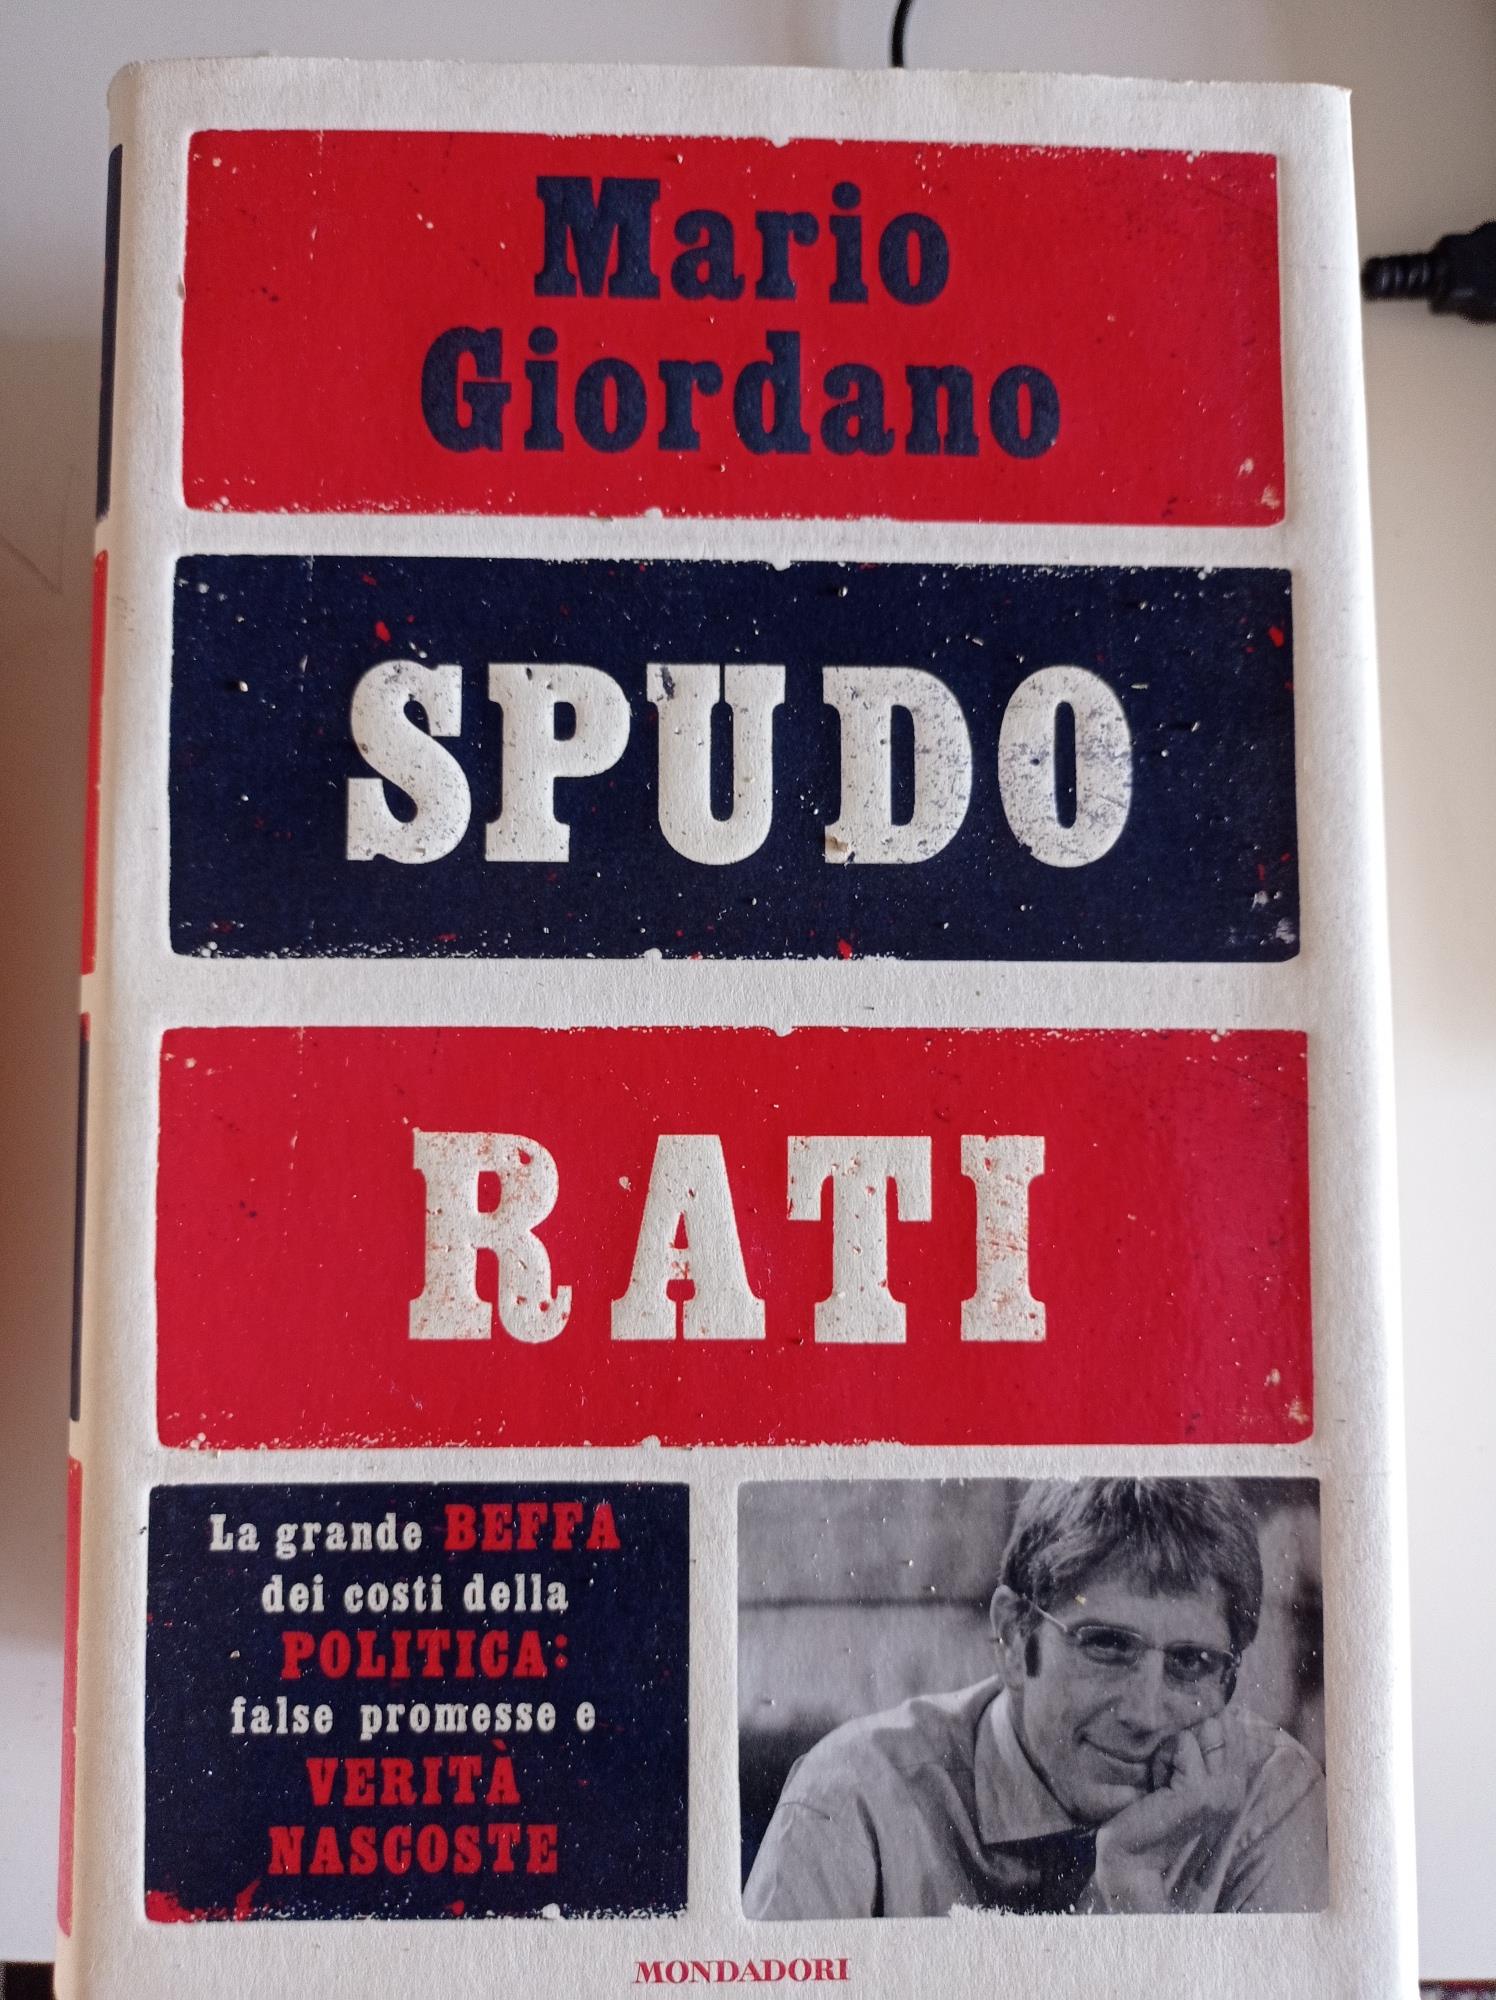 Mario
Giordano
SPUDO
RATI
La grande BEFFA
dei costi della
POLITICA:
false promesse e
VERITÀ
NASCOSTE
MONDADORI